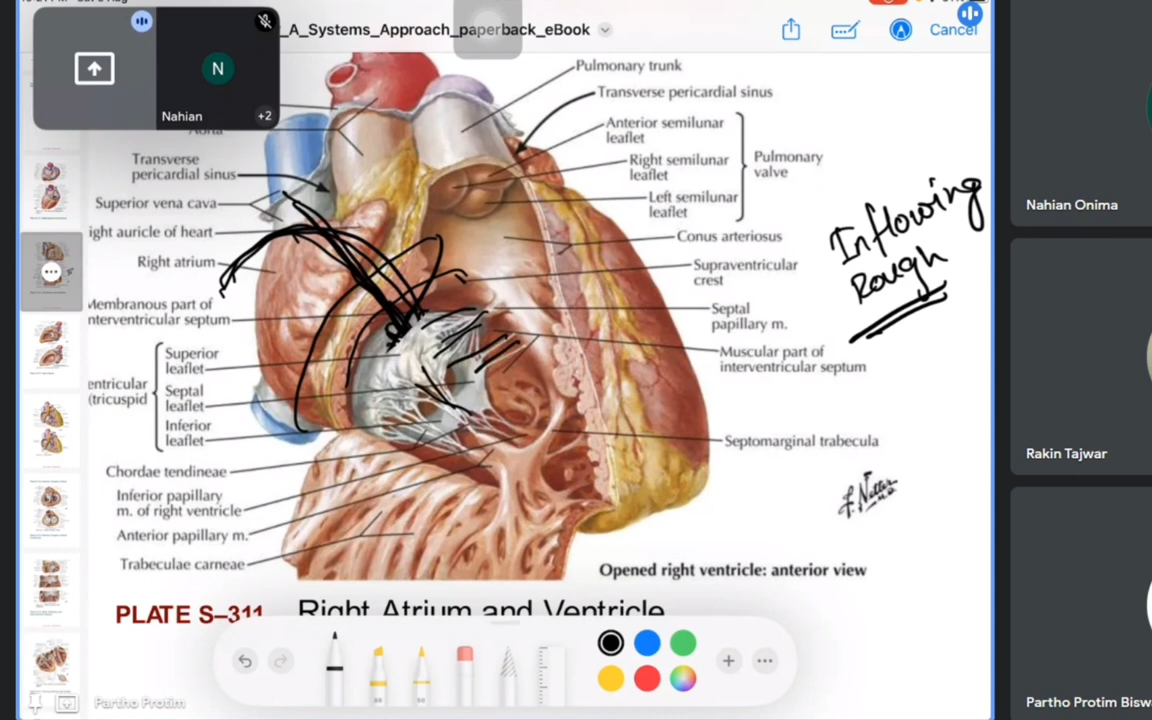 _A_Systems_Approach_paperback_eBook
Cancel
N
Nahian
+2
Pulmonary trunk
Transverse pericardial sinus
Anterior semilunar
leaflet
Right semilunar
leaflet
Left semilunar
leaflet
Pulmonary
valve
Conus arteriosus
Supraventricular
crest
Septal
papillary m.
Muscular part of
interventricular septum
Septomarginal trabecula
Aorta
Transverse
pericardial sinus
Superior vena cava
ight auricle of heart
Right atrium
Membranous part of
nterventricular septum
Superior
leaflet
entricular
(tricuspid
Septal
leaflet
Inferior
leaflet
Chordae tendineae
Inferior papillary
m. of right ventricle
Anterior papillary m.
Trabeculae carneae
Inflowing
Rough
F. Netter
M.D.
Opened right ventricle: anterior view
PLATE S–311 Right Atrium and Ventricle
Partho Protim
Nahian Onima
Rakin Tajwar
Partho Protim Bisw